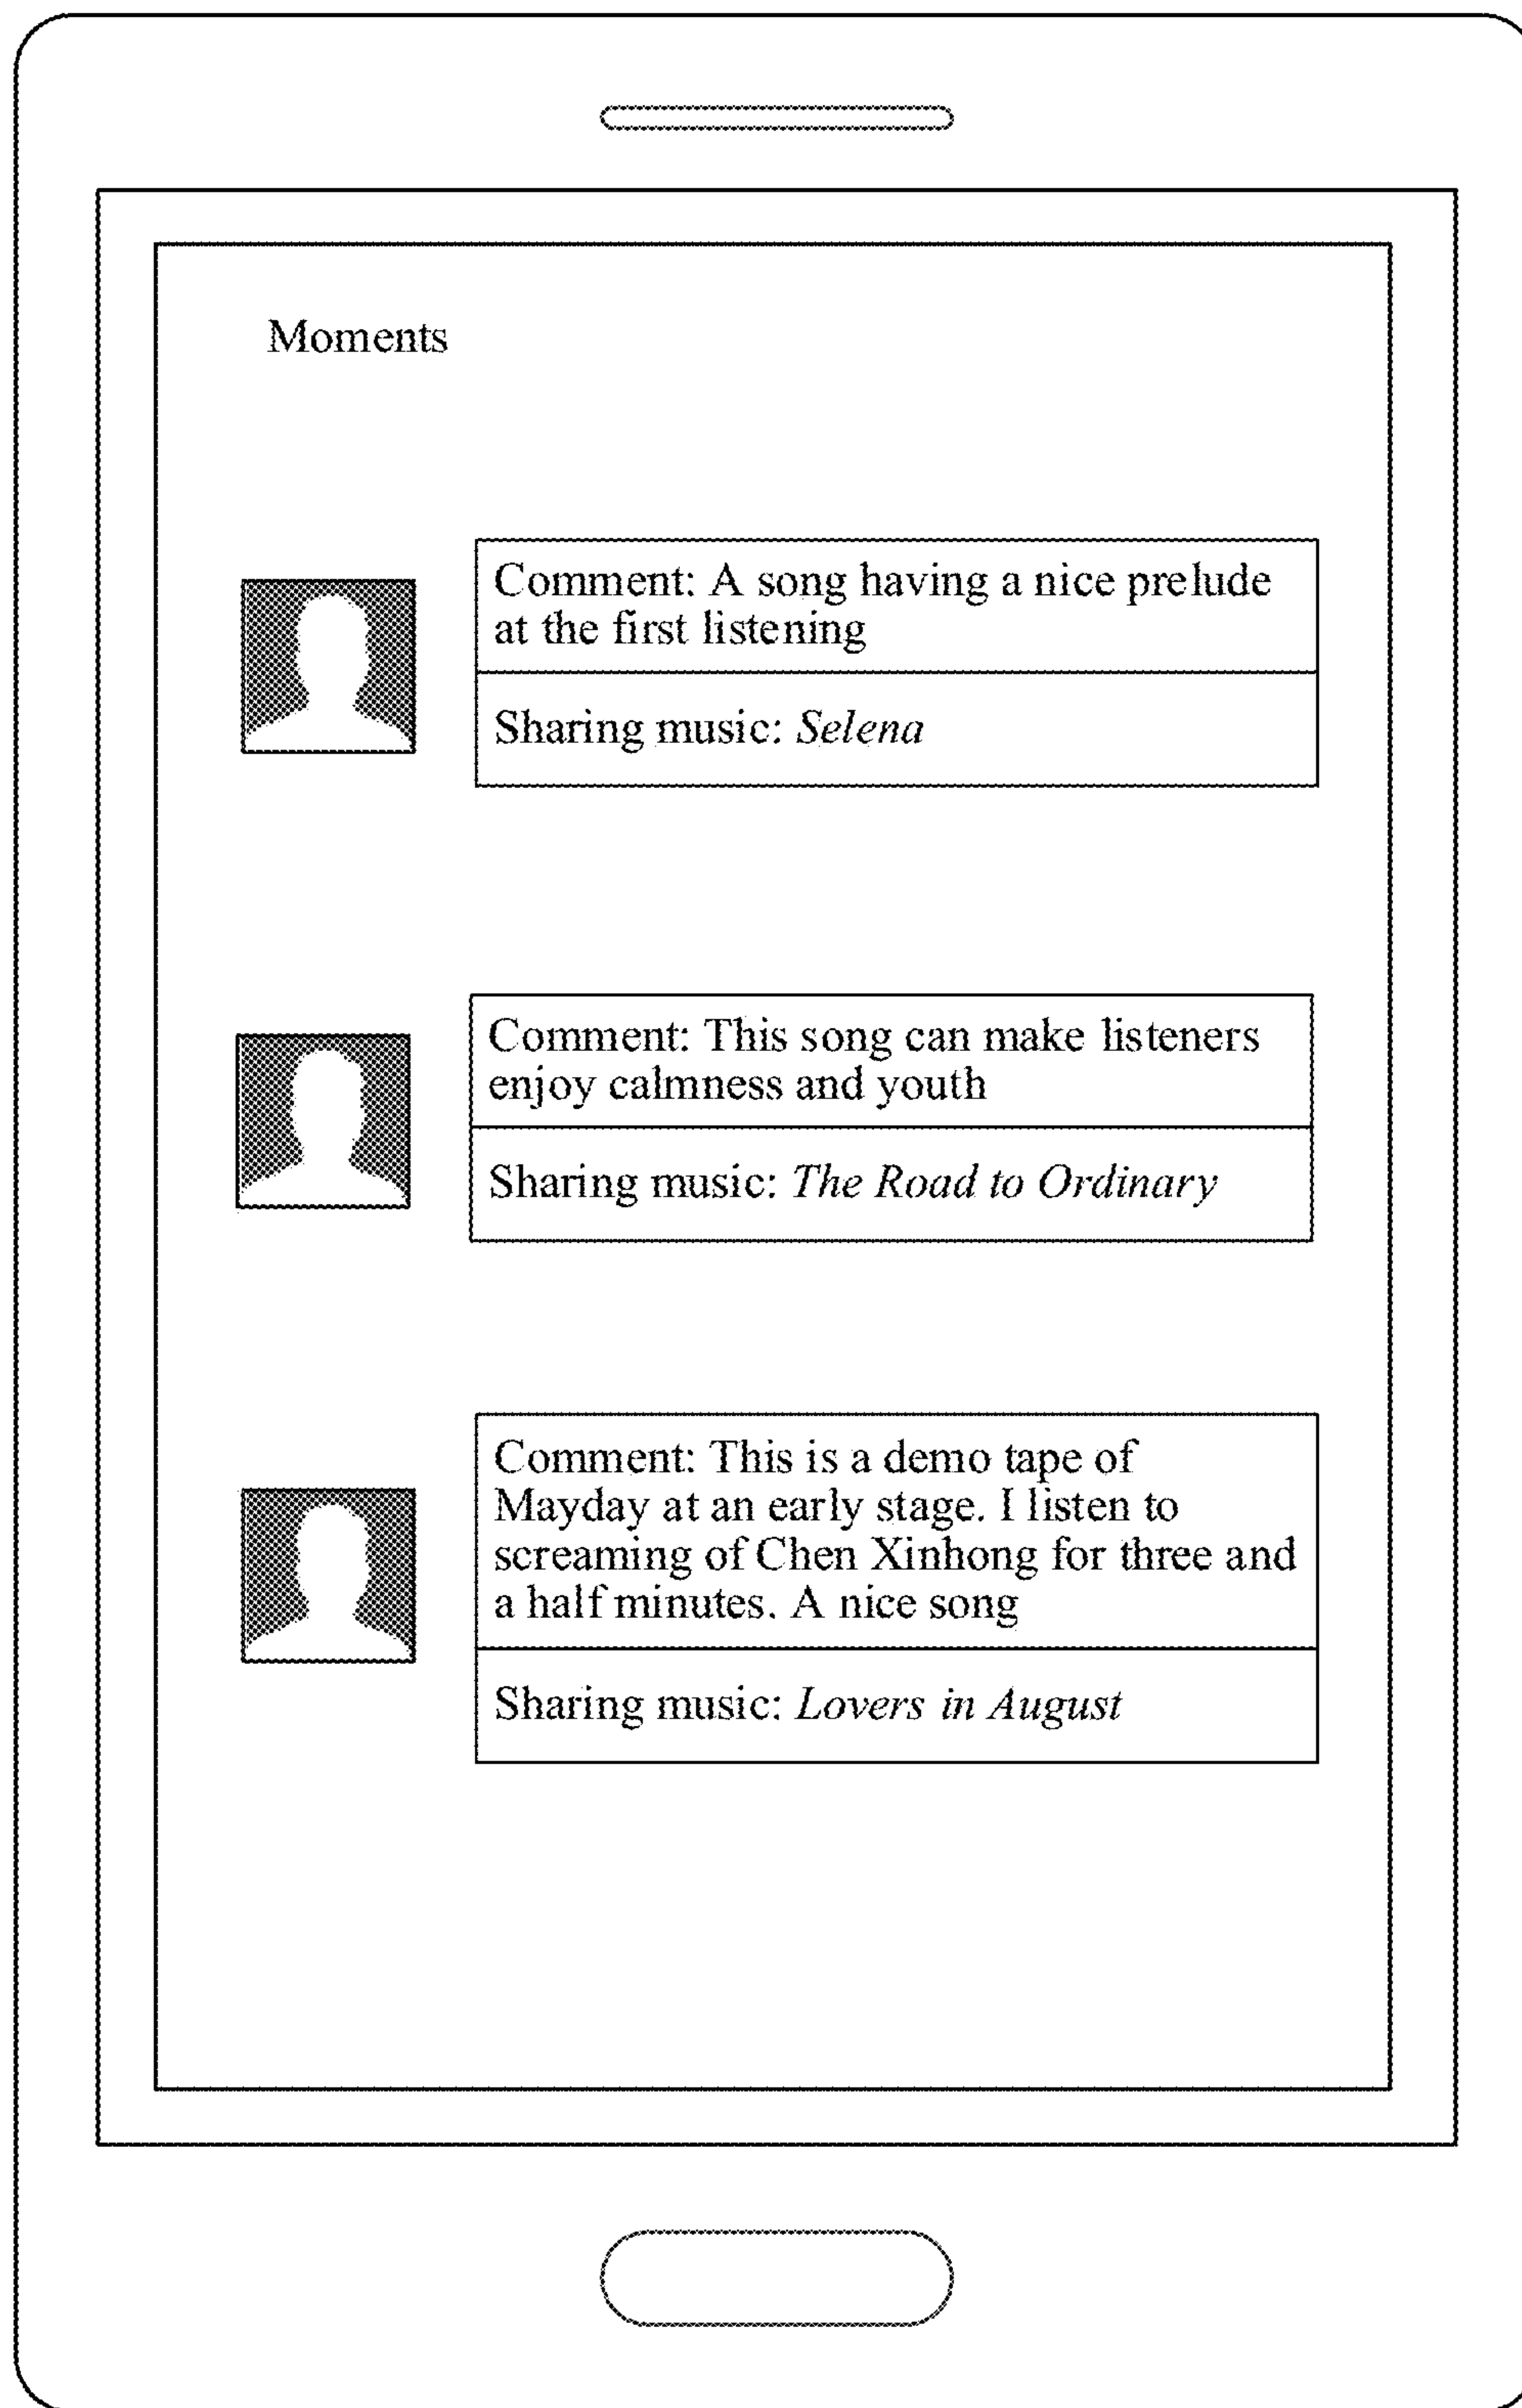 Moments
Comment: A song having a nice prelude
at the first listening
Sharing music: Selena
Comment: This song can make listeners
enjoy calmness and youth
Sharing music: The Road to Ordinary
Comment: This is a demo tape of
Mayday at an early stage. I listen to
screaming of Chen Xinhong for three and
a half minutes. A nice song
Sharing music: Lovers in August